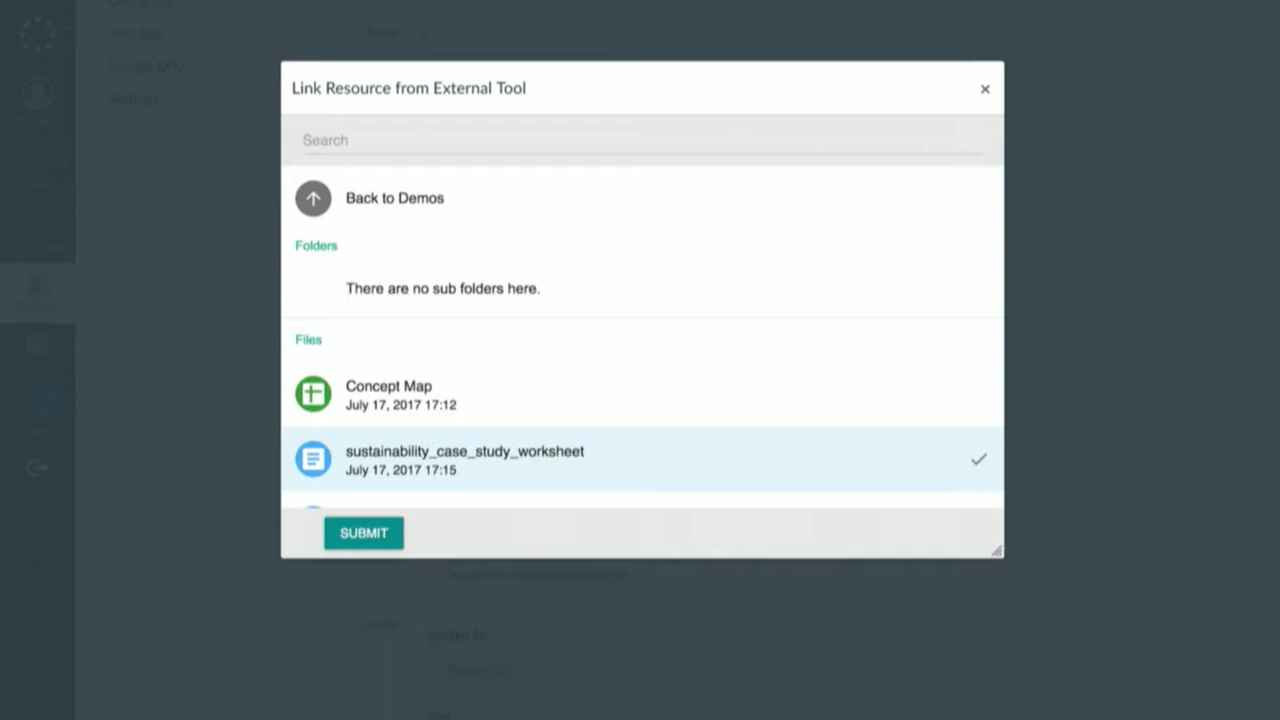 Link Resource from External Tool
×
Search
Back to Demos
Folders
There are no sub folders here.
Files
Concept Map
July 17, 2017 17:12
sustainability_case_study_worksheet
July 17, 2017 17:15
SUBMIT